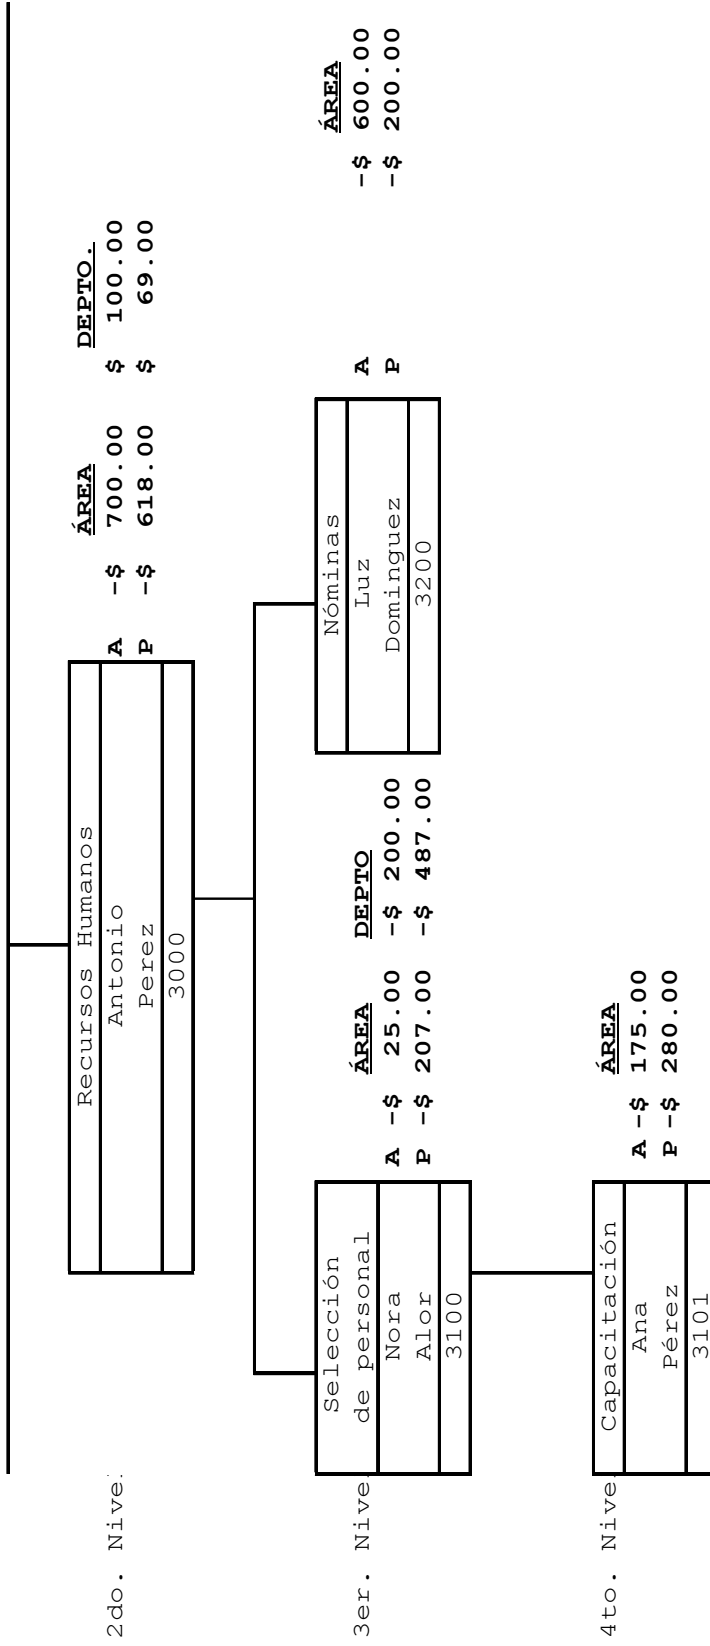 2do. Nivel
Recursos Humanos
Antonio
Perez
3000
ÁREA DEPTO.
A -$ 700.00 $ 100.00
P -$ 618.00 $ 69.00
3er. Nive
Selección
de personal
Nora
Alor
3100
ÁREA DEPTO
A -$ 25.00 -$ 200.00
P -$ 207.00 -$ 487.00
Nóminas
Luz
Dominguez
3200
ÁREA
A -$ 600.00
P -$ 200.00
4to. Nive
Capacitación
Ana
Pérez
3101
ÁREA
A -$ 175.00
P -$ 280.00